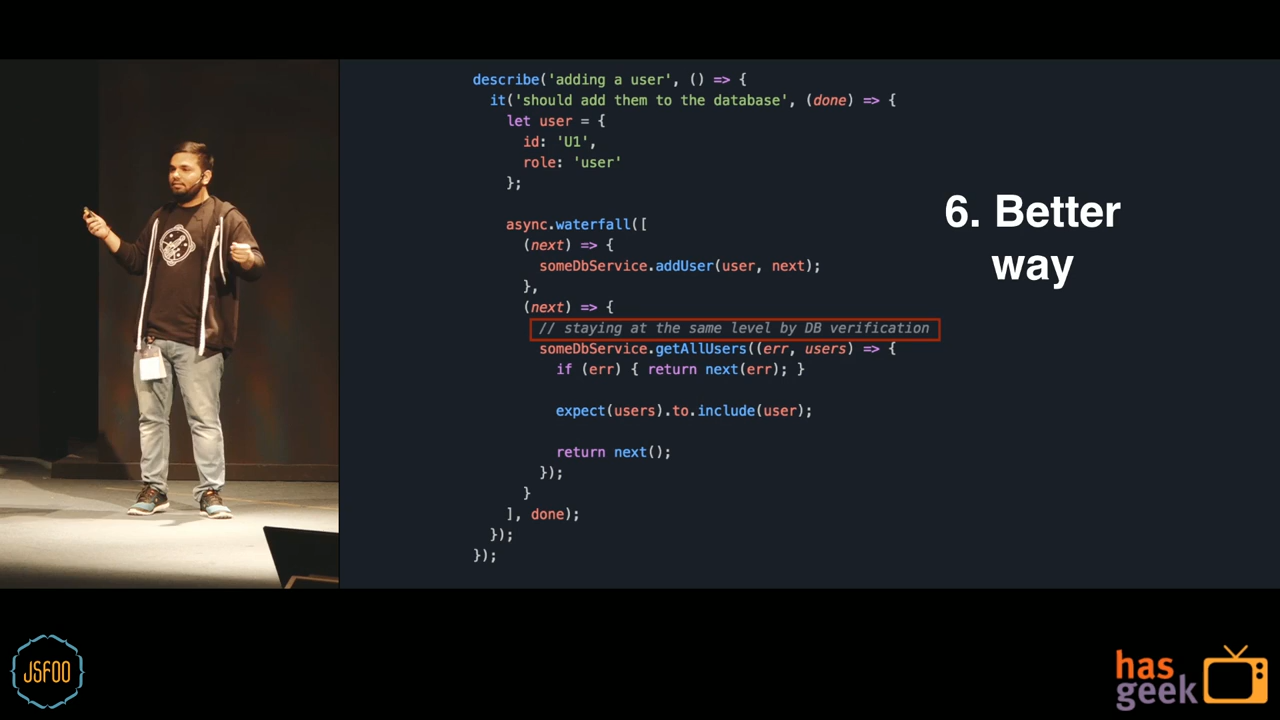 describe('adding a user', () => {
it('should add them to the database', (done) => {
let user = {
id: 'U1',
role: 'user'
};
async.waterfall([
(next) => {
someDbService.addUser(user, next);
},
(next) => {
// staying at the same level by DB verification
someDbService.getAllUsers((err, users) => {
if (err) { return next(err); }
expect(users).to.include(user);
return next();
});
}
], done);
});
});
6. Better
way
JSFOO
has
geek